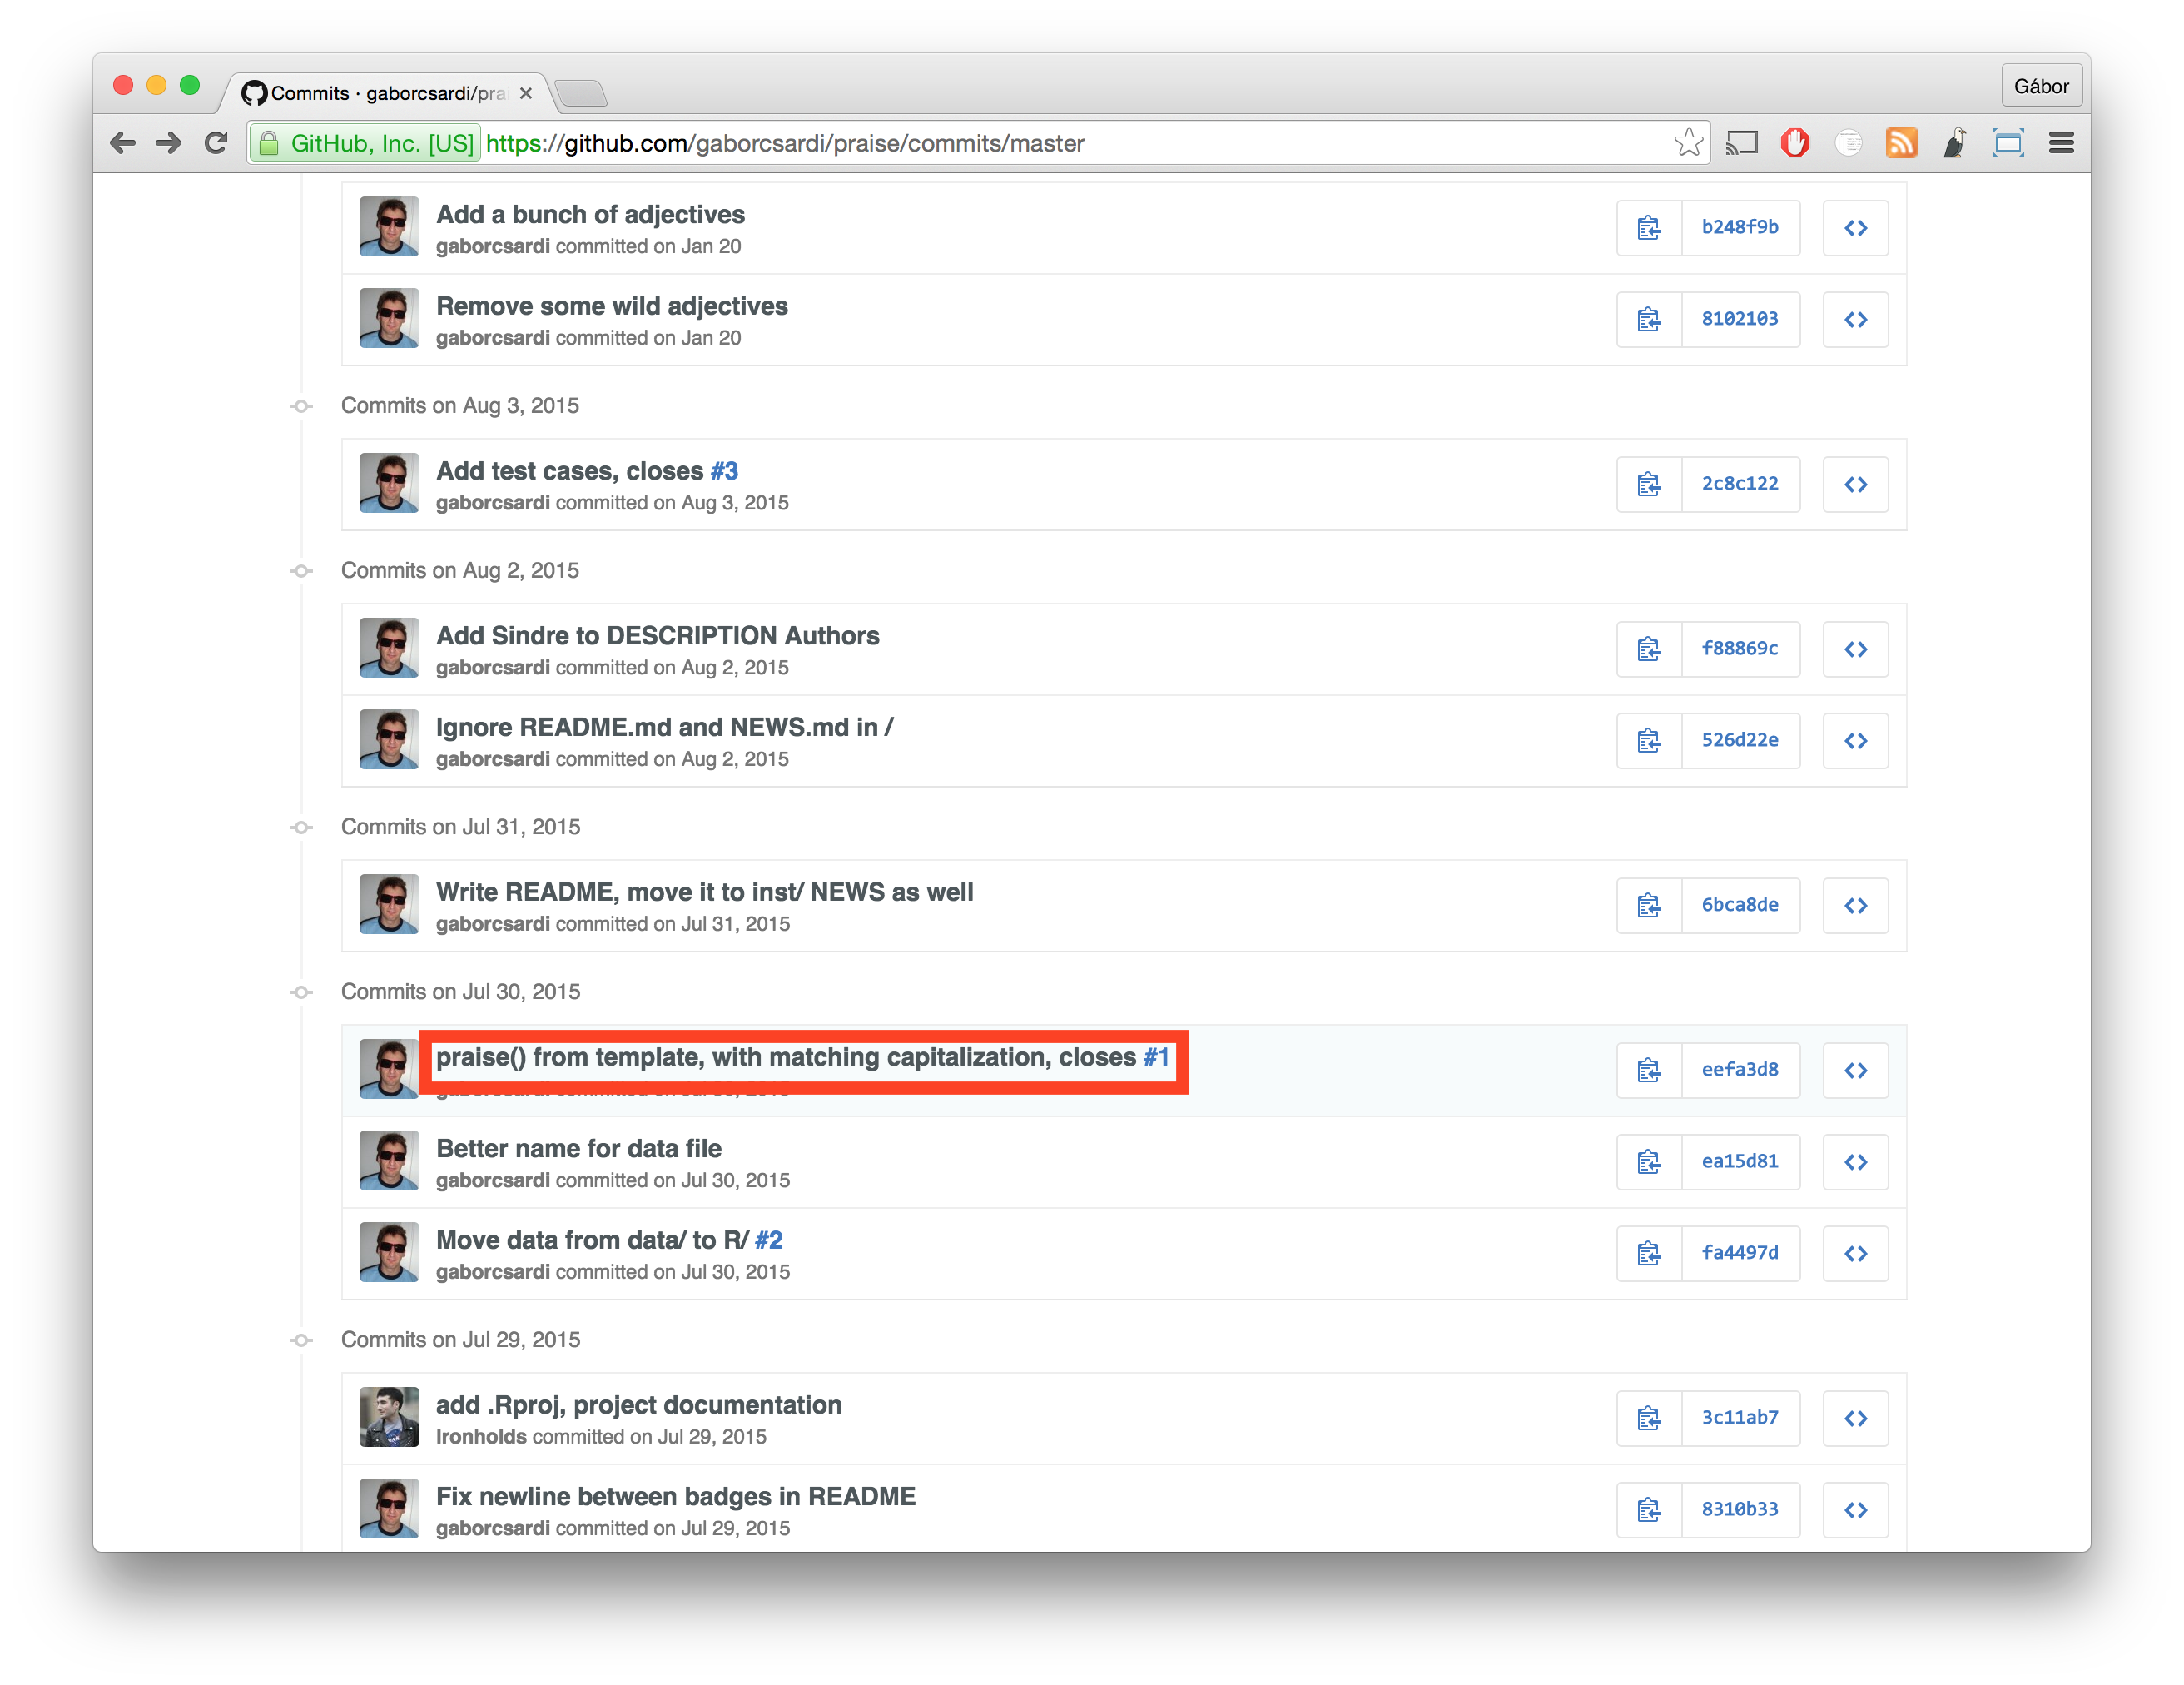 Commits · gaborcsardi/pra
Gábor
GitHub, Inc. [US] https://github.com/gaborcsardi/praise/commits/master
Add a bunch of adjectives
gaborcsardi committed on Jan 20
b248f9b
Remove some wild adjectives
gaborcsardi committed on Jan 20
8102103
Commits on Aug 3, 2015
Add test cases, closes #3
gaborcsardi committed on Aug 3, 2015
2c8c122
Commits on Aug 2, 2015
Add Sindre to DESCRIPTION Authors
gaborcsardi committed on Aug 2, 2015
f88869c
Ignore README.md and NEWS.md in /
gaborcsardi committed on Aug 2, 2015
526d22e
Commits on Jul 31, 2015
Write README, move it to inst/ NEWS as well
gaborcsardi committed on Jul 31, 2015
6bca8de
Commits on Jul 30, 2015
praise() from template, with matching capitalization, closes #1
gaborcsardi committed on Jul 30, 2015
eefa3d8
Better name for data file
gaborcsardi committed on Jul 30, 2015
ea15d81
Move data from data/ to R/ #2
gaborcsardi committed on Jul 30, 2015
fa4497d
Commits on Jul 29, 2015
add .Rproj, project documentation
Ironholds committed on Jul 29, 2015
3c11ab7
Fix newline between badges in README
gaborcsardi committed on Jul 29, 2015
8310b33